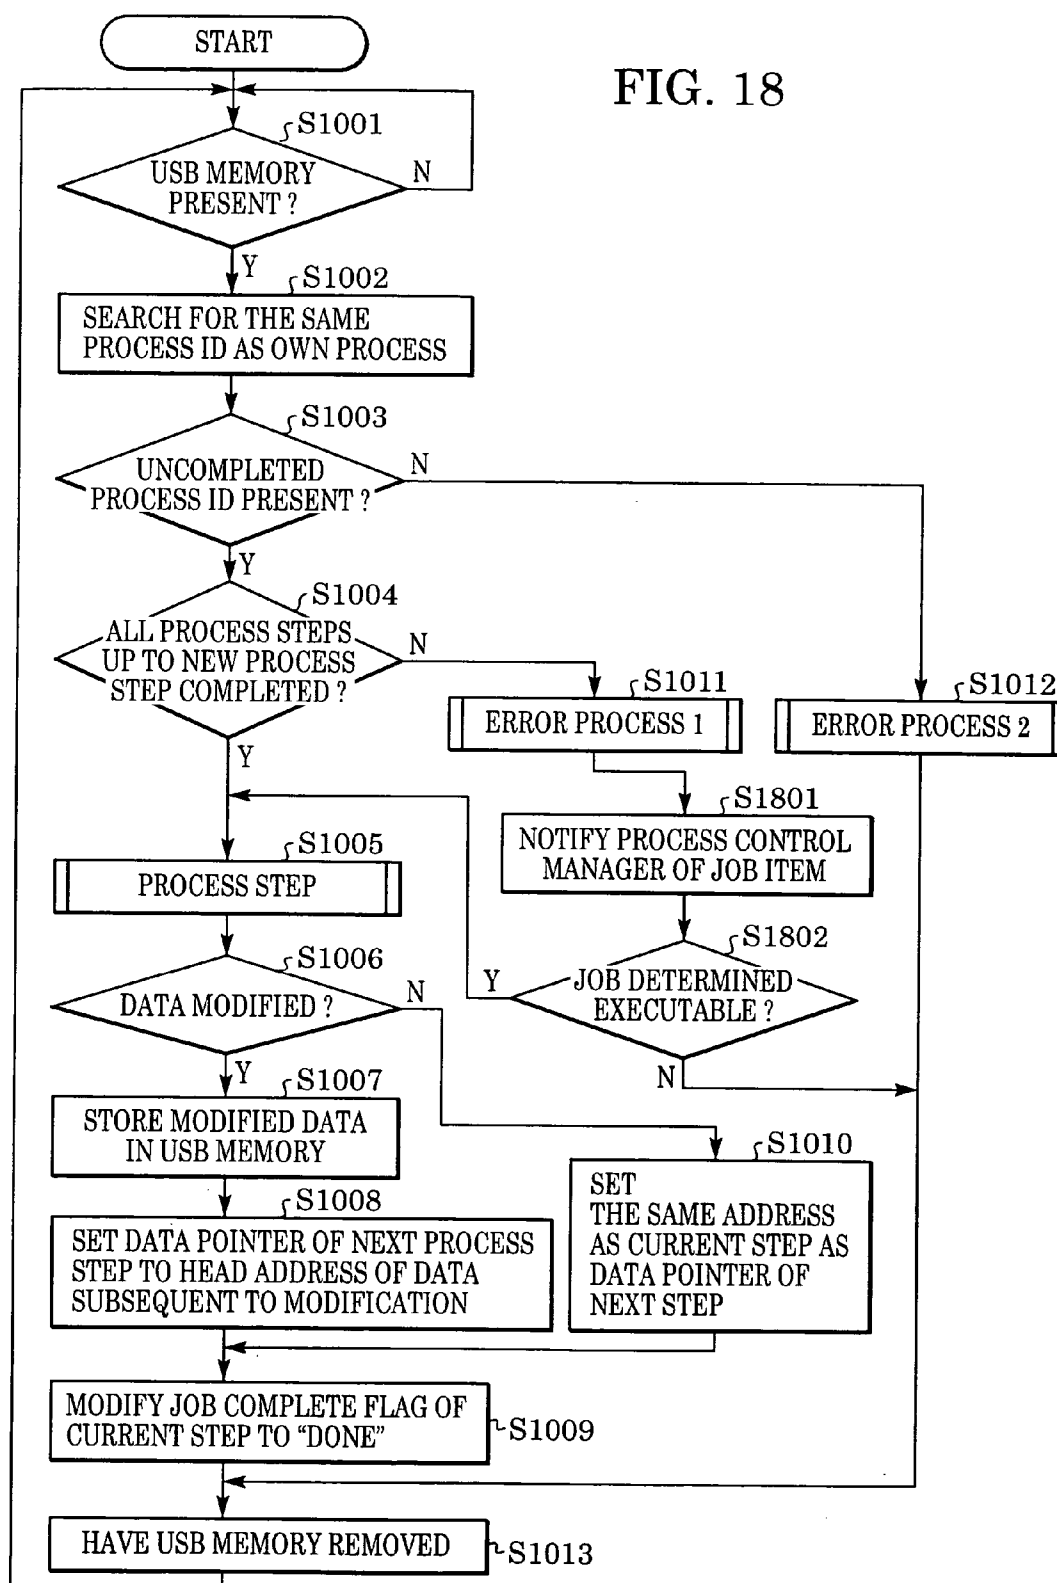 START
FIG. 18
S1001
USB MEMORY
PRESENT ?
N
Y
S1002
SEARCH FOR THE SAME
PROCESS ID AS OWN PROCESS
S1003
UNCOMPLETED
PROCESS ID PRESENT ?
N
Y
S1004
ALL PROCESS STEPS
UP TO NEW PROCESS
STEP COMPLETED ?
N
Y
S1011
ERROR PROCESS 1
S1012
ERROR PROCESS 2
S1801
NOTIFY PROCESS CONTROL
MANAGER OF JOB ITEM
S1005
PROCESS STEP
S1802
JOB DETERMINED
EXECUTABLE ?
Y
N
S1006
DATA MODIFIED ?
N
Y
S1007
STORE MODIFIED DATA
IN USB MEMORY
S1010
SET
THE SAME ADDRESS
AS CURRENT STEP AS
DATA POINTER OF
NEXT STEP
S1008
SET DATA POINTER OF NEXT PROCESS
STEP TO HEAD ADDRESS OF DATA
SUBSEQUENT TO MODIFICATION
MODIFY JOB COMPLETE FLAG OF
CURRENT STEP TO “DONE”
S1009
HAVE USB MEMORY REMOVED
S1013